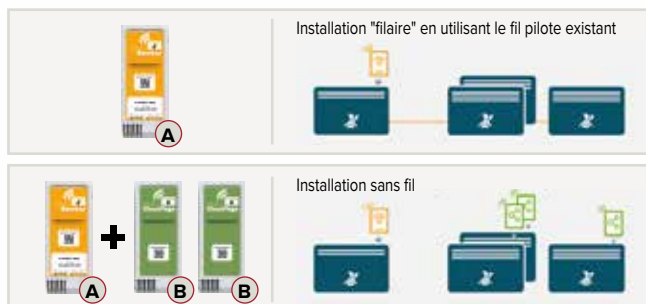 Installation "filaire" en utilisant le fil pilote existant
A
Installation sans fil
A
B
B